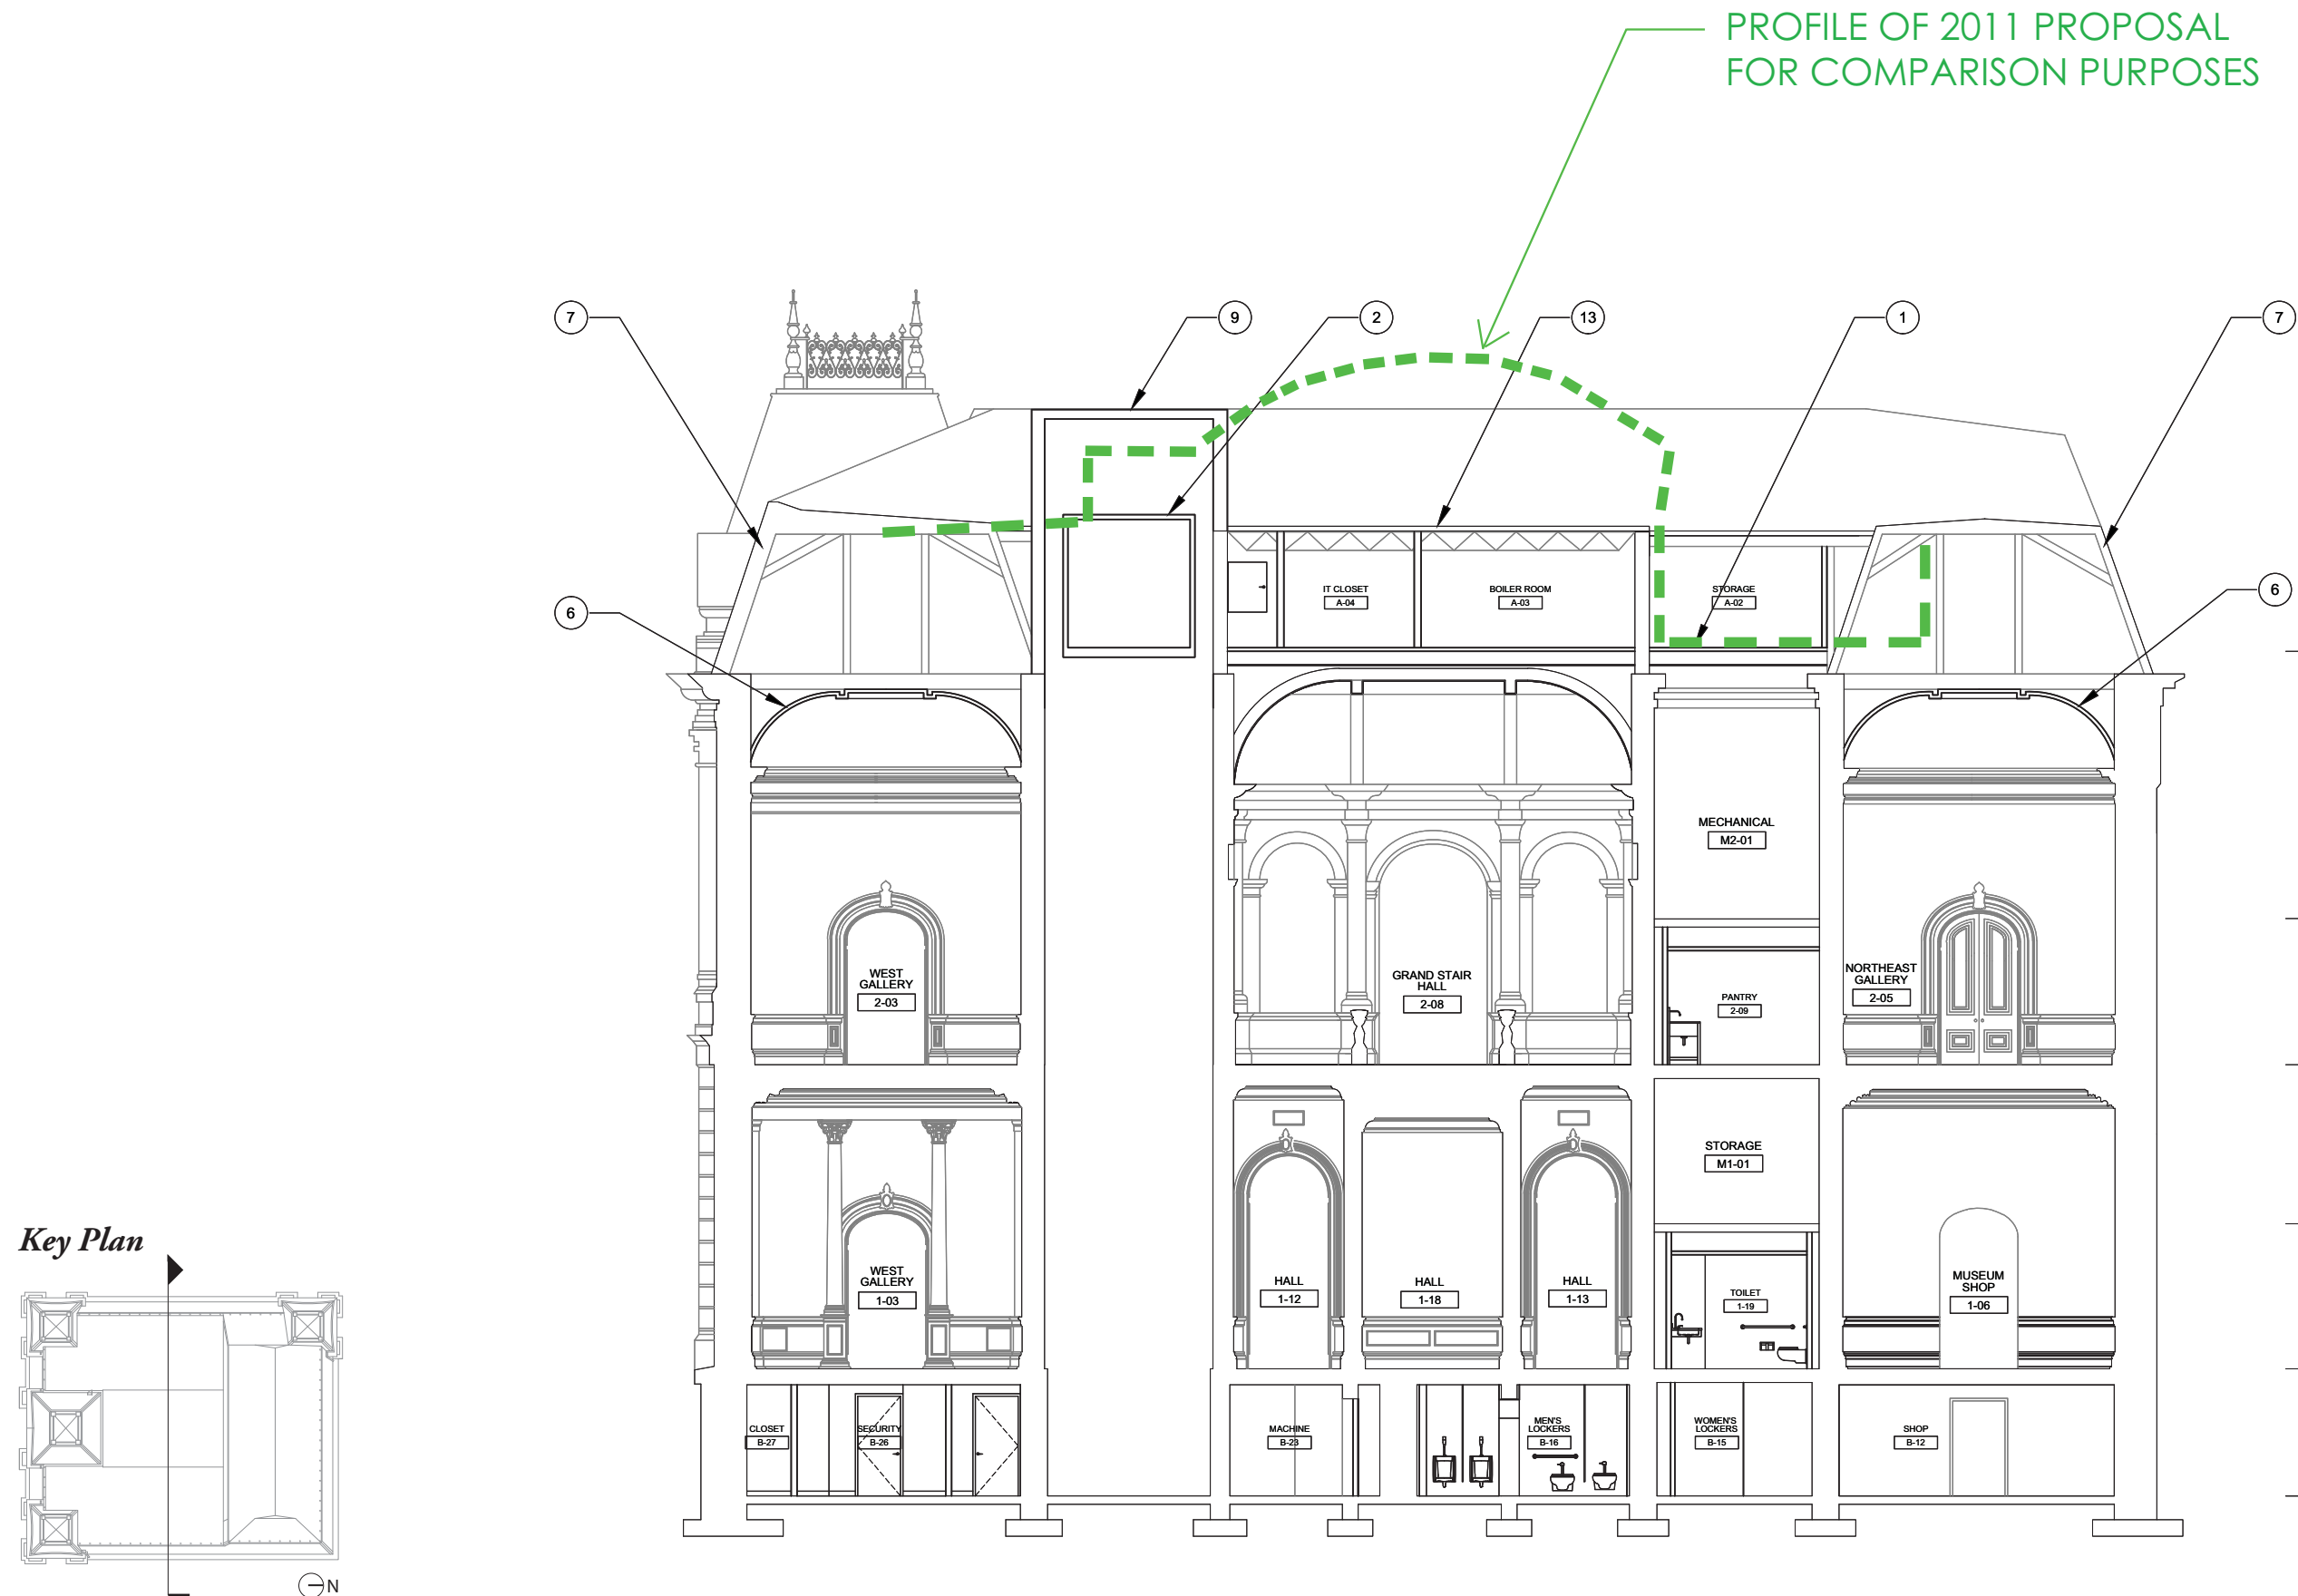 PROFILE OF 2011 PROPOSAL
FOR COMPARISON PURPOSES
7
9
2
13
1
7
6
6
IT CLOSET
A-04
BOILER ROOM
A-03
STORAGE
A-02
MECHANICAL
M2-01
WEST
GALLERY
2-03
GRAND STAIR
HALL
2-08
PANTRY
2-09
NORTHEAST
GALLERY
2-05
STORAGE
M1-01
WEST
GALLERY
1-03
HALL
1-12
HALL
1-18
HALL
1-13
TOILET
1-19
MUSEUM
SHOP
1-06
CLOSET
B-27
SECURITY
B-26
MACHINE
B-23
MEN'S
LOCKERS
B-16
WOMEN'S
LOCKERS
B-15
SHOP
B-12
Key Plan
N